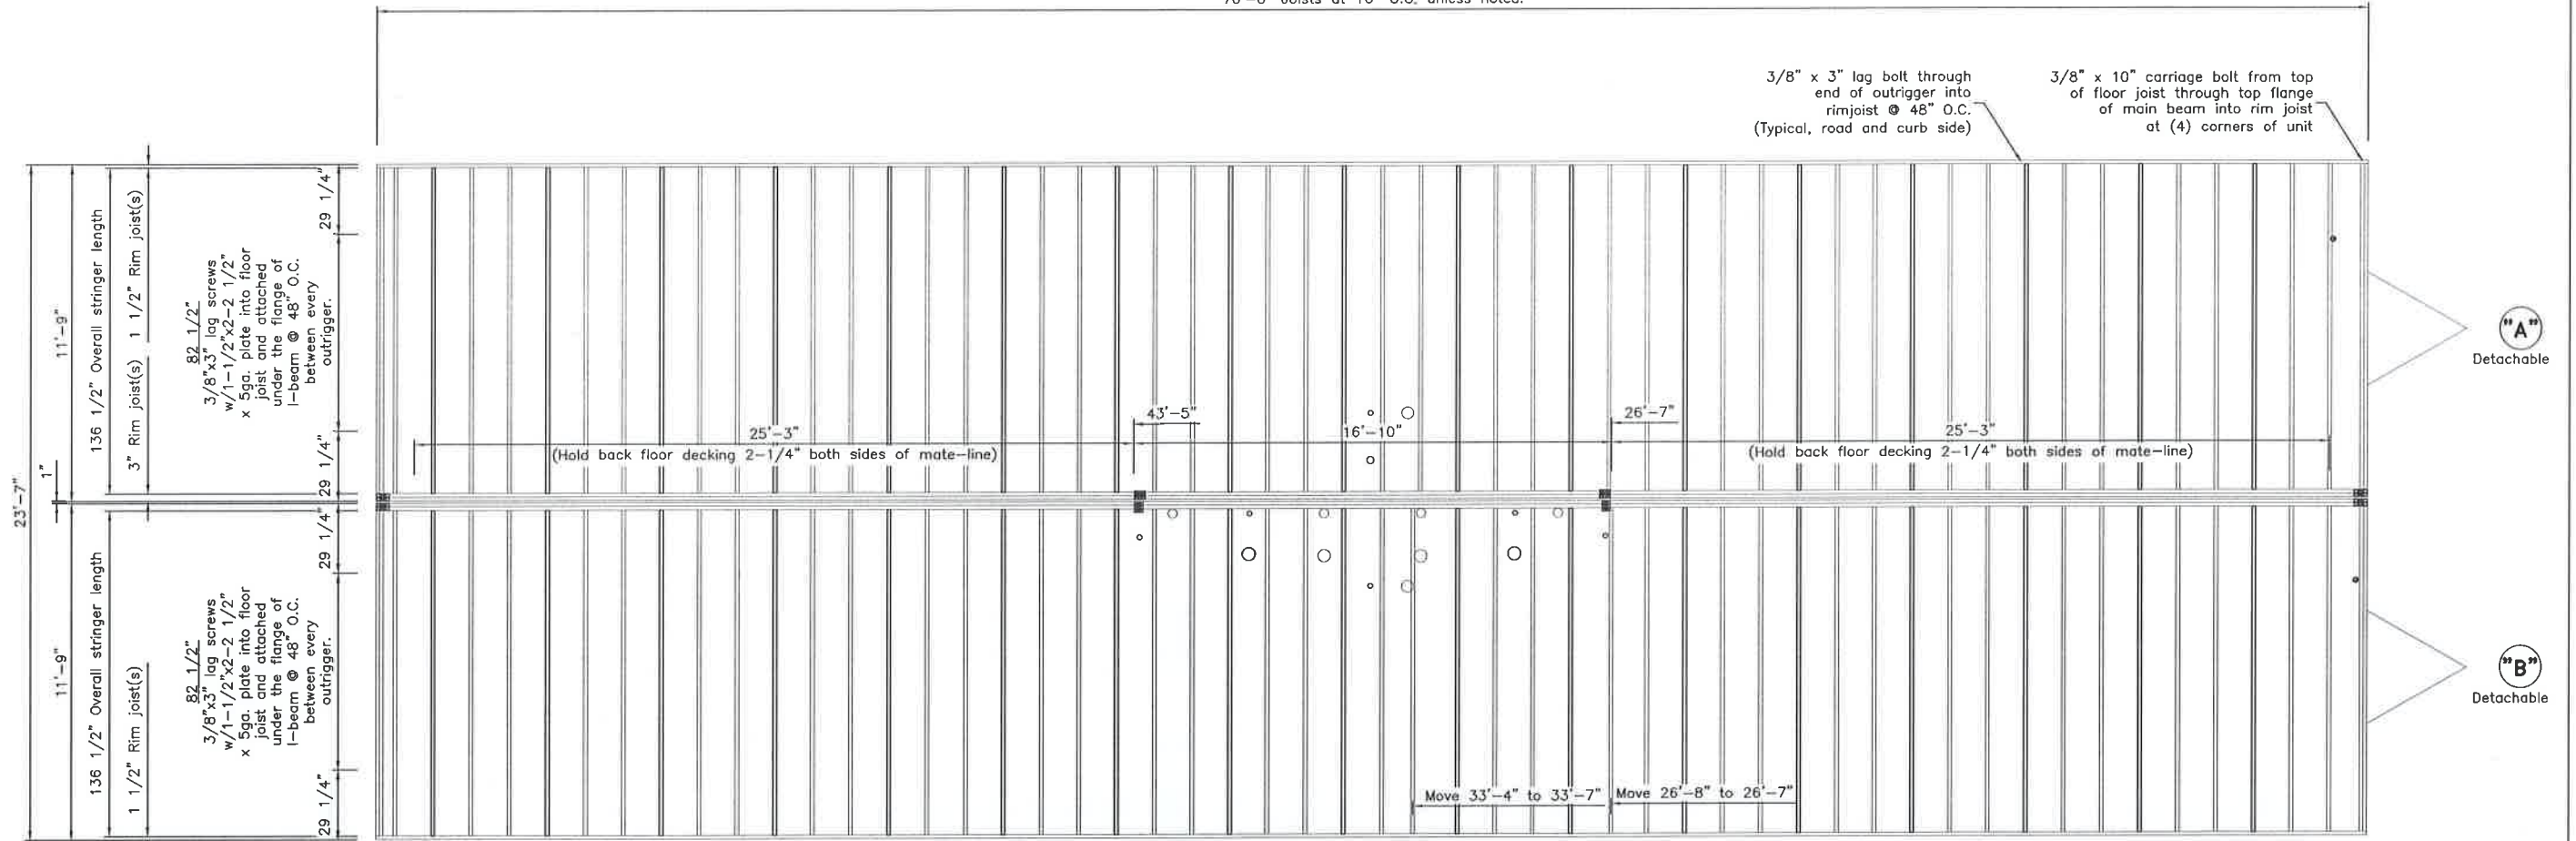 Joists at 16" O.C. unless noted.
3/8" x 3" lag bolt through
end of outrigger into
rimjoist @ 48" O.C.
(Typical, road and curb side)
3/8" x 10" carriage bolt from top
of floor joist through top flange
of main beam into rim joist
at (4) corners of unit
23'-7"
11'-9"
1"
11'-9"
136 1/2" Overall stringer length
3" Rim joist(s)
1 1/2" Rim joist(s)
82 1/2"
3/8"x3" lag screws
w/1-1/2"x2-2 1/2"
x 5ga. plate into floor
joist and attached
under the flange of
I-beam @ 48" O.C.
between every
outrigger.
29 1/4"
29 1/4"
136 1/2" Overall stringer length
1 1/2" Rim joist(s)
82 1/2"
3/8"x3" lag screws
w/1-1/2"x2-2 1/2"
x 5ga. plate into floor
joist and attached
under the flange of
I-beam @ 48" O.C.
between every
outrigger.
29 1/4"
29 1/4"
25'-3"
(Hold back floor decking 2-1/4" both sides of mate-line)
43'-5"
16'-10"
26'-7"
25'-3"
(Hold back floor decking 2-1/4" both sides of mate-line)
Move 33'-4" to 33'-7"
Move 26'-8" to 26'-7"
"A"
Detachable
"B"
Detachable